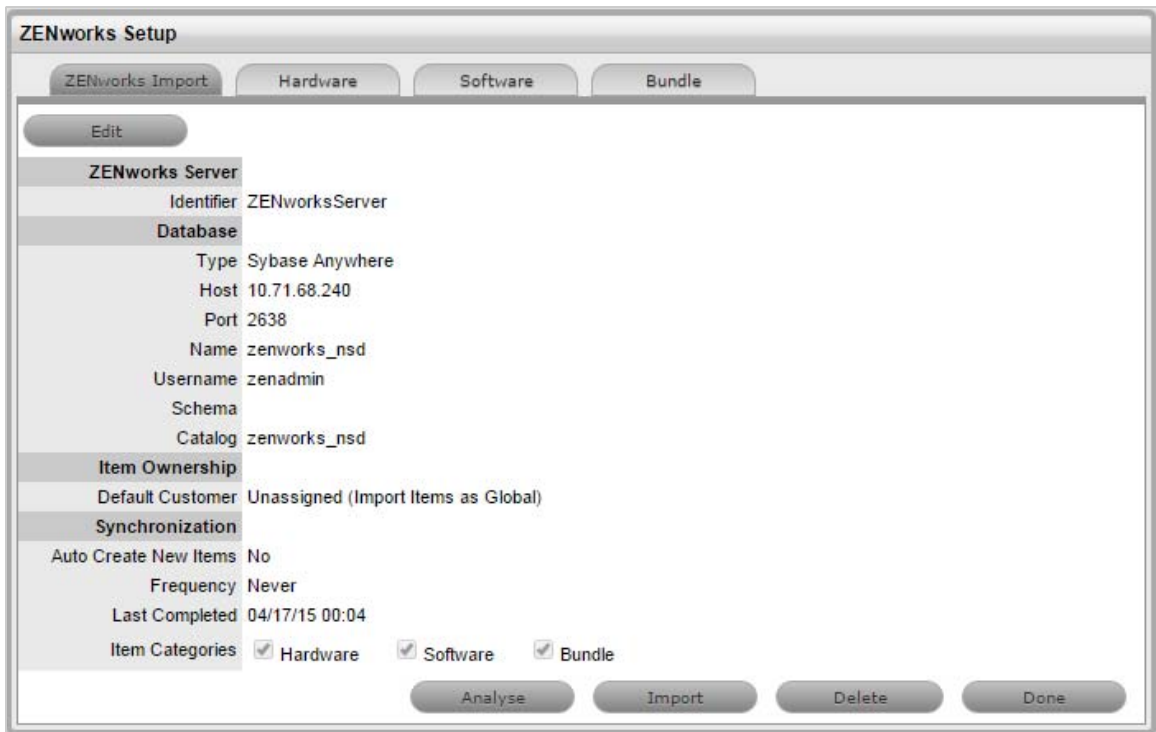 ZENworks Setup
ZENworks Import Hardware Software Bundle
Edit
ZENworks Server
Identifier ZENworksServer
Database
Type Sybase Anywhere
Host 10.71.68.240
Port 2638
Name zenworks_nsd
Username zenadmin
Schema
Catalog zenworks_nsd
Item Ownership
Default Customer Unassigned (Import Items as Global)
Synchronization
Auto Create New Items No
Frequency Never
Last Completed 04/17/15 00:04
Item Categories Hardware Software Bundle
Analyse Import Delete Done